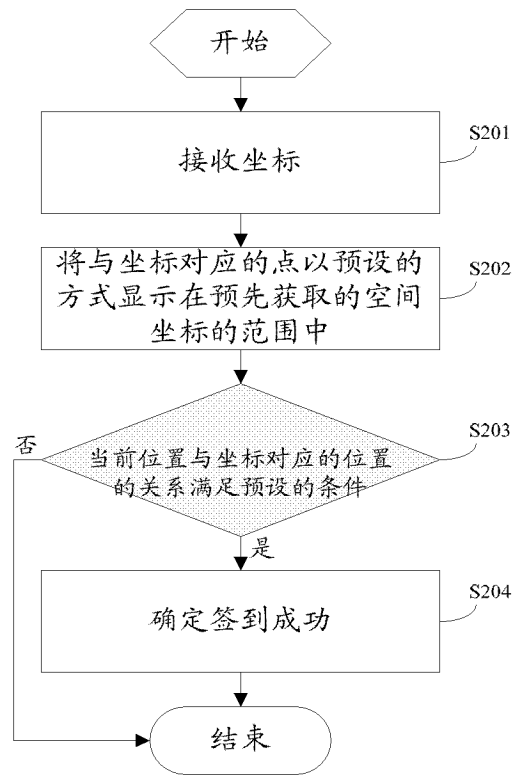 开始
接收坐标
S201
将与坐标对应的点以预设的
方式显示在预先获取的空间
坐标的范围中
S202
当前位置与坐标对应的位置
的关系满足预设的条件
S203
否
是
确定签到成功
S204
结束